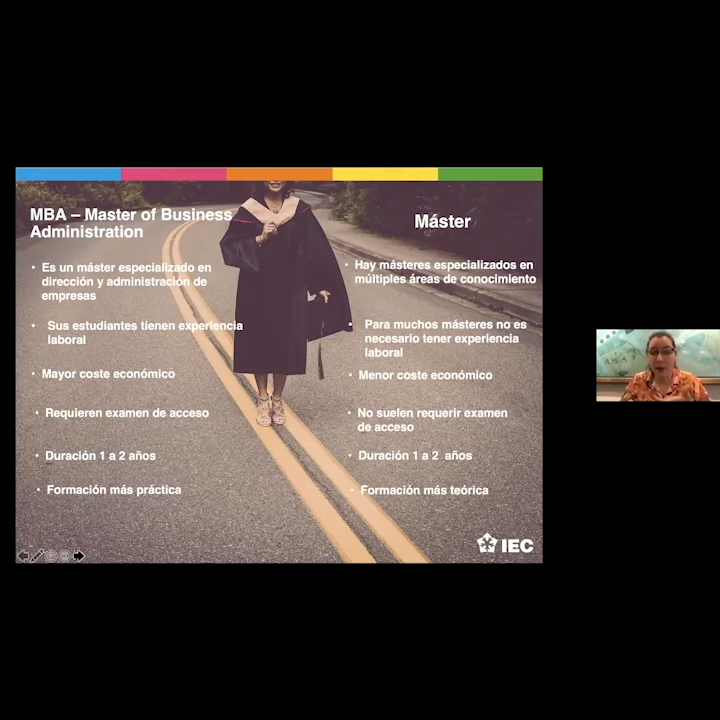 MBA – Master of Business
Administration
• Es un máster especializado en
dirección y administración de
empresas
• Sus estudiantes tienen experiencia
laboral
• Mayor coste económico
• Requieren examen de acceso
• Duración 1 a 2 años
• Formación más práctica
Máster
• Hay másteres especializados en
múltiples áreas de conocimiento
• Para muchos másteres no es
necesario tener experiencia
laboral
• Menor coste económico
• No suelen requerir examen
de acceso
• Duración 1 a 2 años
• Formación más teórica
IEC